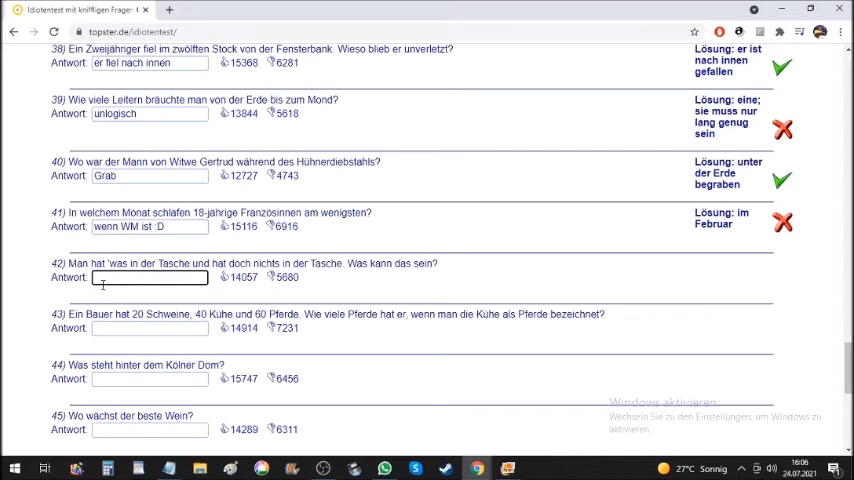 Idiotentest mit kniffligen Fragen
topster.de/idiotentest/
38) Ein Zweijähriger fiel im zwölften Stock von der Fensterbank. Wieso blieb er unverletzt?
Antwort: er fiel nach innen 15368 6281
Lösung: er ist
nach innen
gefallen
39) Wie viele Leitern bräuchte man von der Erde bis zum Mond?
Antwort: unlogisch 13844 5618
Lösung: eine;
sie muss nur
lang genug
sein
40) Wo war der Mann von Witwe Gertrud während des Hühnerdiebstahls?
Antwort: Grab 12727 4743
Lösung: unter
der Erde
begraben
41) In welchem Monat schlafen 18-jährige Französinnen am wenigsten?
Antwort: wenn WM ist :D 15116 6916
Lösung: im
Februar
42) Man hat 'was in der Tasche und hat doch nichts in der Tasche. Was kann das sein?
Antwort: 14057 5680
43) Ein Bauer hat 20 Schweine, 40 Kühe und 60 Pferde. Wie viele Pferde hat er, wenn man die Kühe als Pferde bezeichnet?
Antwort: 14914 7231
44) Was steht hinter dem Kölner Dom?
Antwort: 15747 6456
45) Wo wächst der beste Wein?
Antwort: 14289 6311
Windows aktivieren
Wechseln Sie zu den Einstellungen, um Windows zu
aktivieren.
27°C Sonnig
16:06
24.07.2021